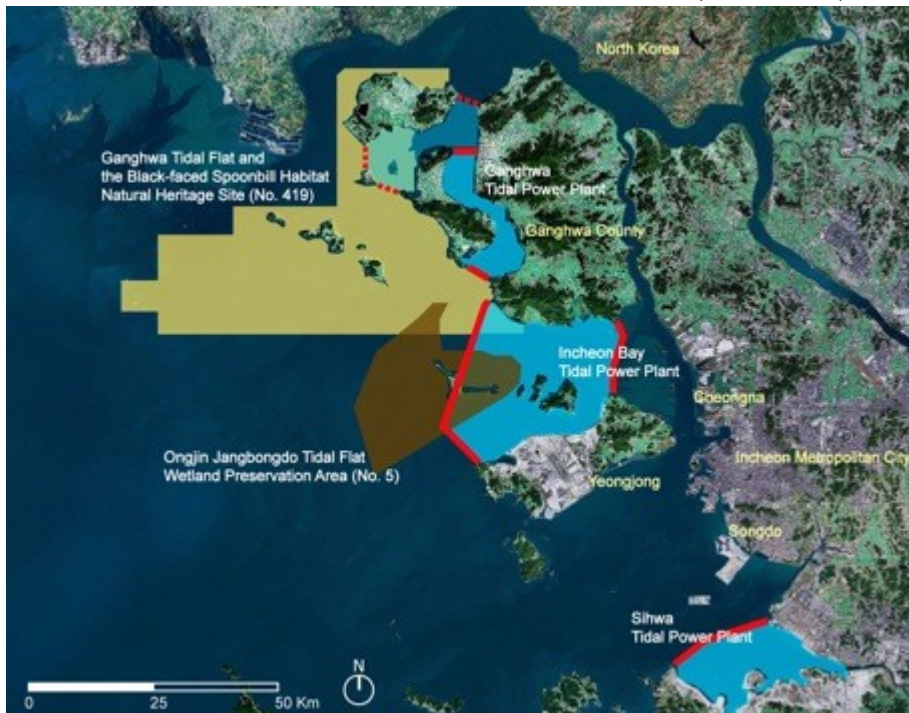 North Korea
Ganghwa Tidal Flat and
the Black-faced Spoonbill Habitat
Natural Heritage Site (No. 419)
Ganghwa
Tidal Power Plant
Ganghwa County
Incheon Bay
Tidal Power Plant
Cheongna
Ongjin Jangbongdo Tidal Flat
Wetland Preservation Area (No. 5)
Incheon Metropolitan City
Yeongjong
Songdo
Sihwa
Tidal Power Plant
N
0 25 50 Km